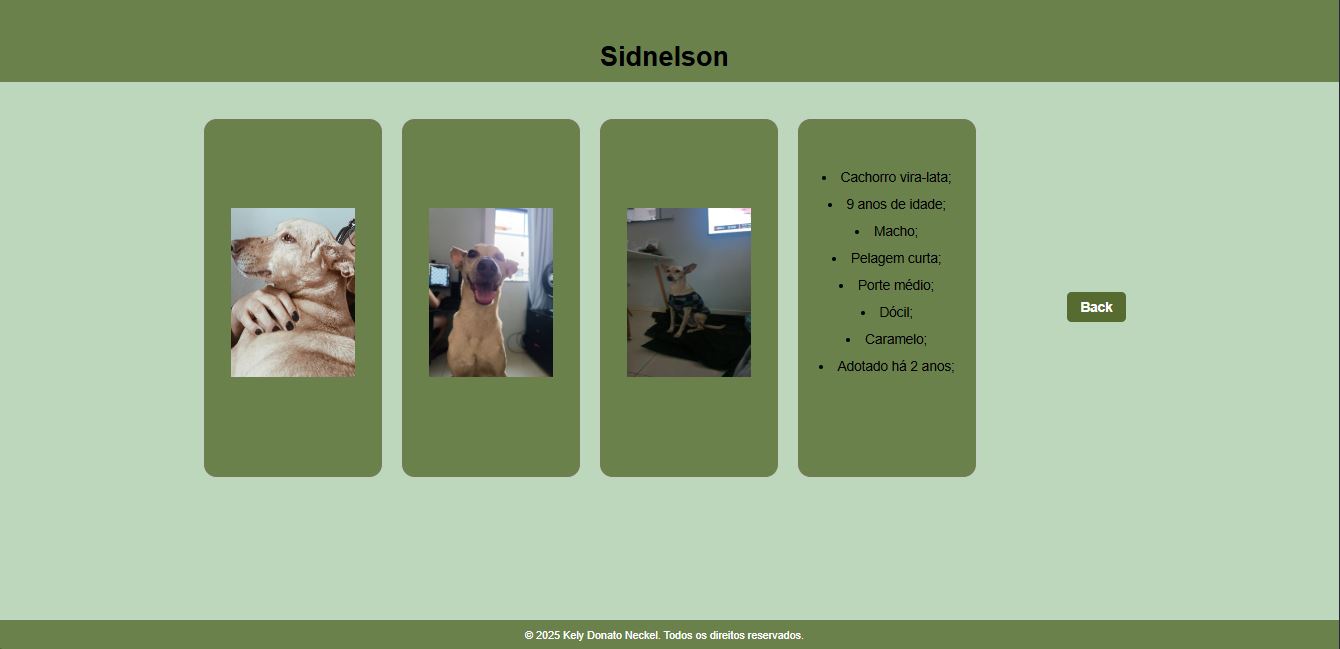 Sidnelson
• Cachorro vira-lata;
• 9 anos de idade;
• Macho;
• Pelagem curta;
• Porte médio;
• Dócil;
• Caramelo;
• Adotado há 2 anos;
Back
© 2025 Kely Donato Neckel. Todos os direitos reservados.